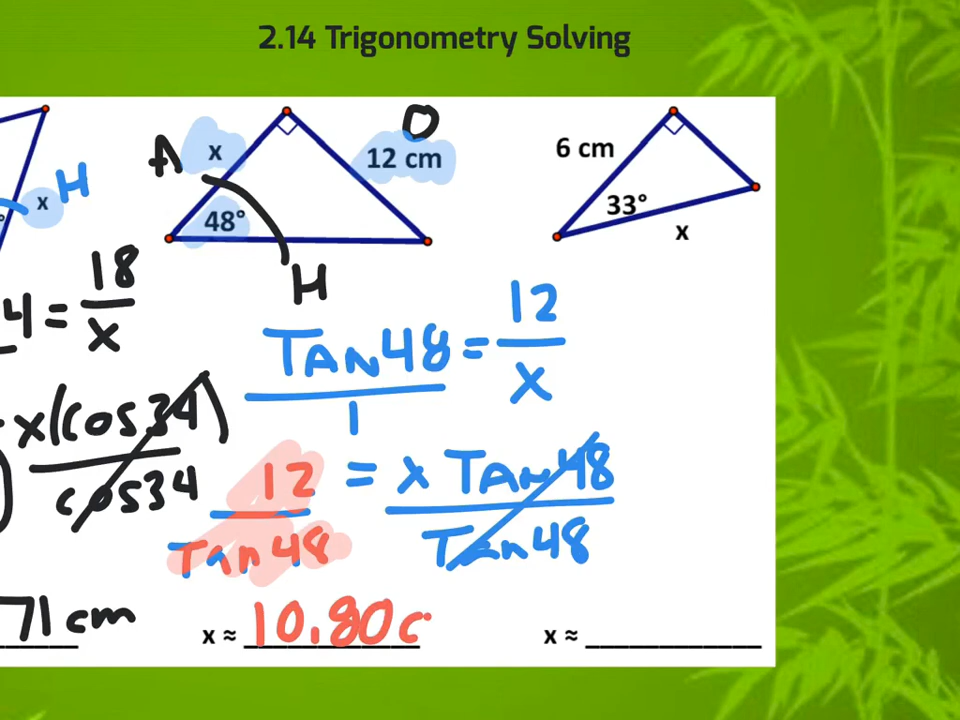 2.14 Trigonometry Solving
H
x
A
x
O
12 cm
48°
H
6 cm
33°
x
4 = 18/x
TAN48/1 = 12/x
x(cos34)/cos34
12/Tan48 = x TAN48/Tan48
71 cm
x ≈ 10.80c
x ≈